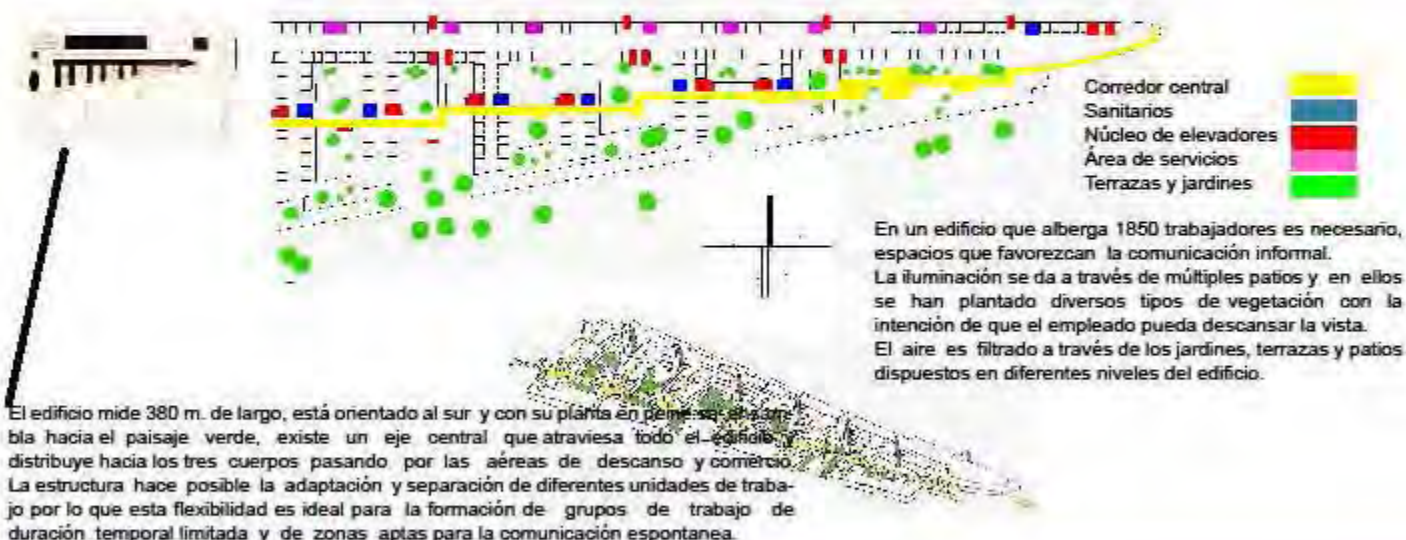 Corredor central
Sanitarios
Núcleo de elevadores
Área de servicios
Terrazas y jardines
En un edificio que alberga 1850 trabajadores es necesario,
espacios que favorezcan la comunicación informal.
La iluminación se da a través de múltiples patios y en ellos
se han plantado diversos tipos de vegetación con la
intención de que el empleado pueda descansar la vista.
El aire es filtrado a través de los jardines, terrazas y patios
dispuestos en diferentes niveles del edificio.
El edificio mide 380 m. de largo, está orientado al sur y con su planta en peine se ensam-
bla hacia el paisaje verde, existe un eje central que atraviesa todo el edificio y
distribuye hacia los tres cuerpos pasando por las aéreas de descanso y comercio.
La estructura hace posible la adaptación y separación de diferentes unidades de traba-
jo por lo que esta flexibilidad es ideal para la formación de grupos de trabajo de
duración temporal limitada y de zonas aptas para la comunicación espontanea.